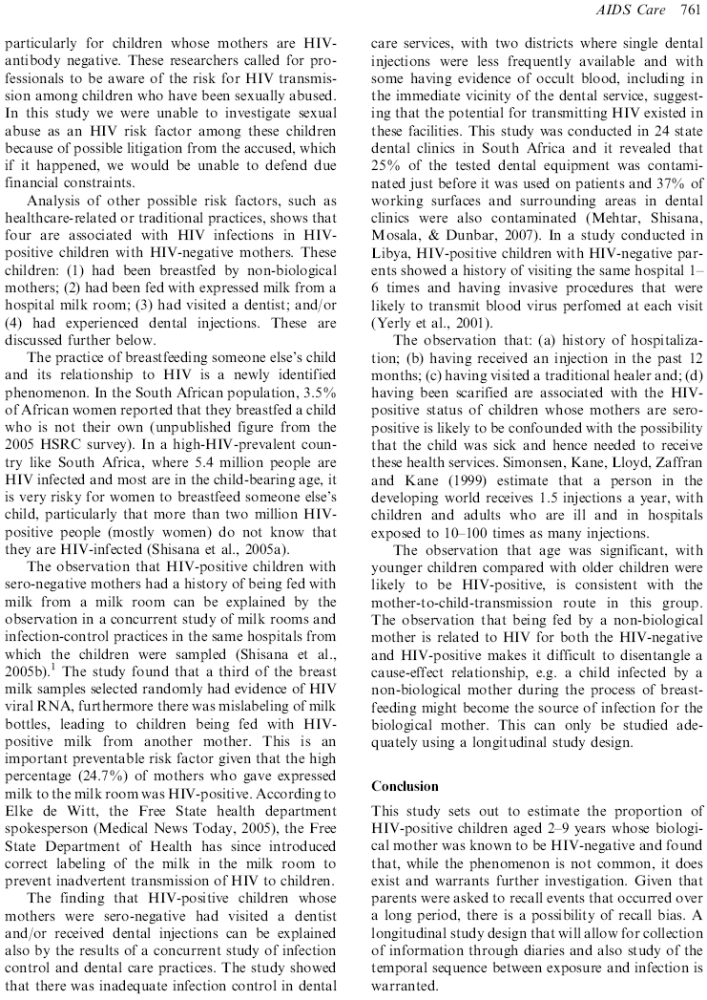 AIDS Care 761
particularly for children whose mothers are HIV-
antibody negative. These researchers called for pro-
fessionals to be aware of the risk for HIV transmis-
sion among children who have been sexually abused.
In this study we were unable to investigate sexual
abuse as an HIV risk factor among these children
because of possible litigation from the accused, which
if it happened, we would be unable to defend due
financial constraints.
Analysis of other possible risk factors, such as
healthcare-related or traditional practices, shows that
four are associated with HIV infections in HIV-
positive children with HIV-negative mothers. These
children: (1) had been breastfed by non-biological
mothers; (2) had been fed with expressed milk from a
hospital milk room; (3) had visited a dentist; and/or
(4) had experienced dental injections. These are
discussed further below.
The practice of breastfeeding someone else's child
and its relationship to HIV is a newly identified
phenomenon. In the South African population, 3.5%
of African women reported that they breastfed a child
who is not their own (unpublished figure from the
2005 HSRC survey). In a high-HIV-prevalent coun-
try like South Africa, where 5.4 million people are
HIV infected and most are in the child-bearing age, it
is very risky for women to breastfeed someone else's
child, particularly that more than two million HIV-
positive people (mostly women) do not know that
they are HIV-infected (Shisana et al., 2005a).
The observation that HIV-positive children with
sero-negative mothers had a history of being fed with
milk from a milk room can be explained by the
observation in a concurrent study of milk rooms and
infection-control practices in the same hospitals from
which the children were sampled (Shisana et al.,
2005b).¹ The study found that a third of the breast
milk samples selected randomly had evidence of HIV
viral RNA, furthermore there was mislabeling of milk
bottles, leading to children being fed with HIV-
positive milk from another mother. This is an
important preventable risk factor given that the high
percentage (24.7%) of mothers who gave expressed
milk to the milk room was HIV-positive. According to
Elke de Witt, the Free State health department
spokesperson (Medical News Today, 2005), the Free
State Department of Health has since introduced
correct labeling of the milk in the milk room to
prevent inadvertent transmission of HIV to children.
The finding that HIV-positive children whose
mothers were sero-negative had visited a dentist
and/or received dental injections can be explained
also by the results of a concurrent study of infection
control and dental care practices. The study showed
that there was inadequate infection control in dental
care services, with two districts where single dental
injections were less frequently available and with
some having evidence of occult blood, including in
the immediate vicinity of the dental service, suggest-
ing that the potential for transmitting HIV existed in
these facilities. This study was conducted in 24 state
dental clinics in South Africa and it revealed that
25% of the tested dental equipment was contami-
nated just before it was used on patients and 37% of
working surfaces and surrounding areas in dental
clinics were also contaminated (Mehtar, Shisana,
Mosala, & Dunbar, 2007). In a study conducted in
Libya, HIV-positive children with HIV-negative par-
ents showed a history of visiting the same hospital 1–
6 times and having invasive procedures that were
likely to transmit blood virus perfomed at each visit
(Yerly et al., 2001).
The observation that: (a) history of hospitaliza-
tion; (b) having received an injection in the past 12
months; (c) having visited a traditional healer and; (d)
having been scarified are associated with the HIV-
positive status of children whose mothers are sero-
positive is likely to be confounded with the possibility
that the child was sick and hence needed to receive
these health services. Simonsen, Kane, Lloyd, Zaffran
and Kane (1999) estimate that a person in the
developing world receives 1.5 injections a year, with
children and adults who are ill and in hospitals
exposed to 10–100 times as many injections.
The observation that age was significant, with
younger children compared with older children were
likely to be HIV-positive, is consistent with the
mother-to-child-transmission route in this group.
The observation that being fed by a non-biological
mother is related to HIV for both the HIV-negative
and HIV-positive makes it difficult to disentangle a
cause-effect relationship, e.g. a child infected by a
non-biological mother during the process of breast-
feeding might become the source of infection for the
biological mother. This can only be studied ade-
quately using a longitudinal study design.
Conclusion
This study sets out to estimate the proportion of
HIV-positive children aged 2–9 years whose biologi-
cal mother was known to be HIV-negative and found
that, while the phenomenon is not common, it does
exist and warrants further investigation. Given that
parents were asked to recall events that occurred over
a long period, there is a possibility of recall bias. A
longitudinal study design that will allow for collection
of information through diaries and also study of the
temporal sequence between exposure and infection is
warranted.